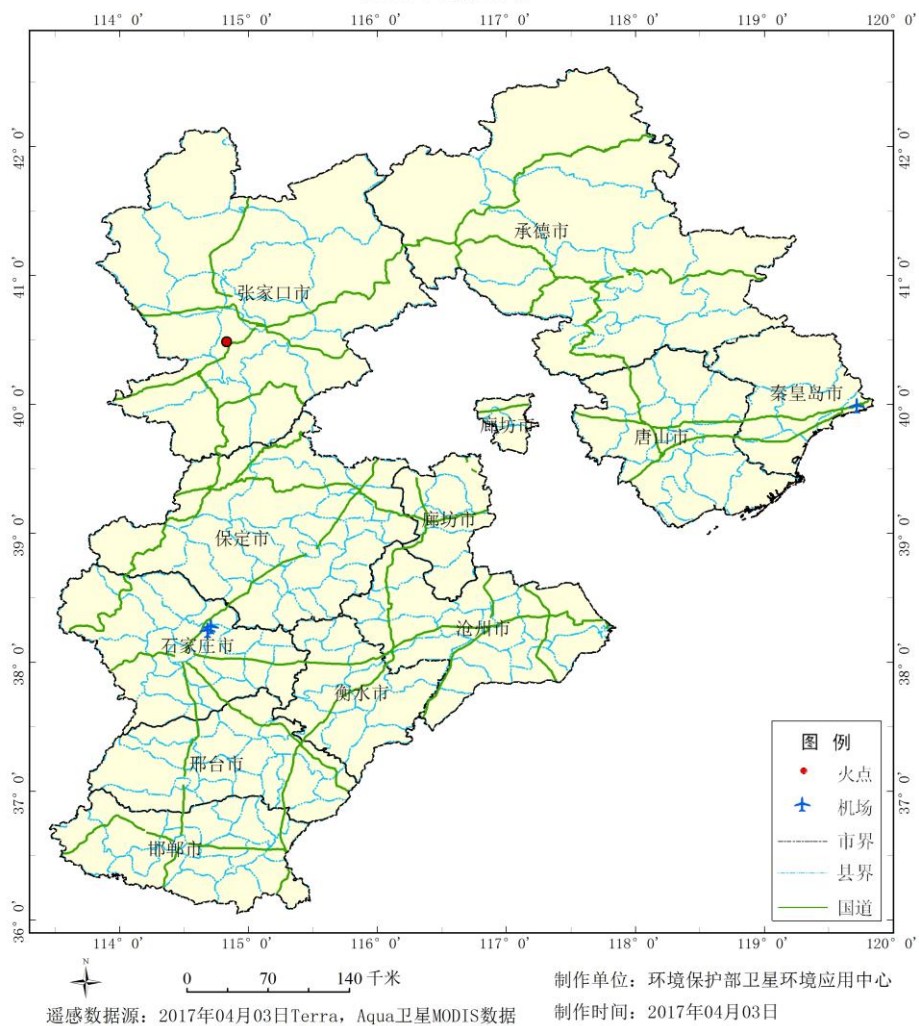 114° 0' 115° 0' 116° 0' 117° 0' 118° 0' 119° 0' 120° 0'
42° 0' 42° 0'
承德市
41° 0' 张家口市 41° 0'
40° 0' 秦皇岛市 40° 0'
廊坊市 唐山市
廊坊市
39° 0' 保定市 39° 0'
沧州市
石家庄市
38° 0' 38° 0'
衡水市
邢台市
37° 0' 37° 0'
邯郸市
36° 0' 36° 0'
图 例
火点
机场
市界
县界
国道
114° 0' 115° 0' 116° 0' 117° 0' 118° 0' 119° 0' 120° 0'
N
0 70 140 千米
制作单位：环境保护部卫星环境应用中心
遥感数据源：2017年04月03日Terra，Aqua卫星MODIS数据
制作时间：2017年04月03日